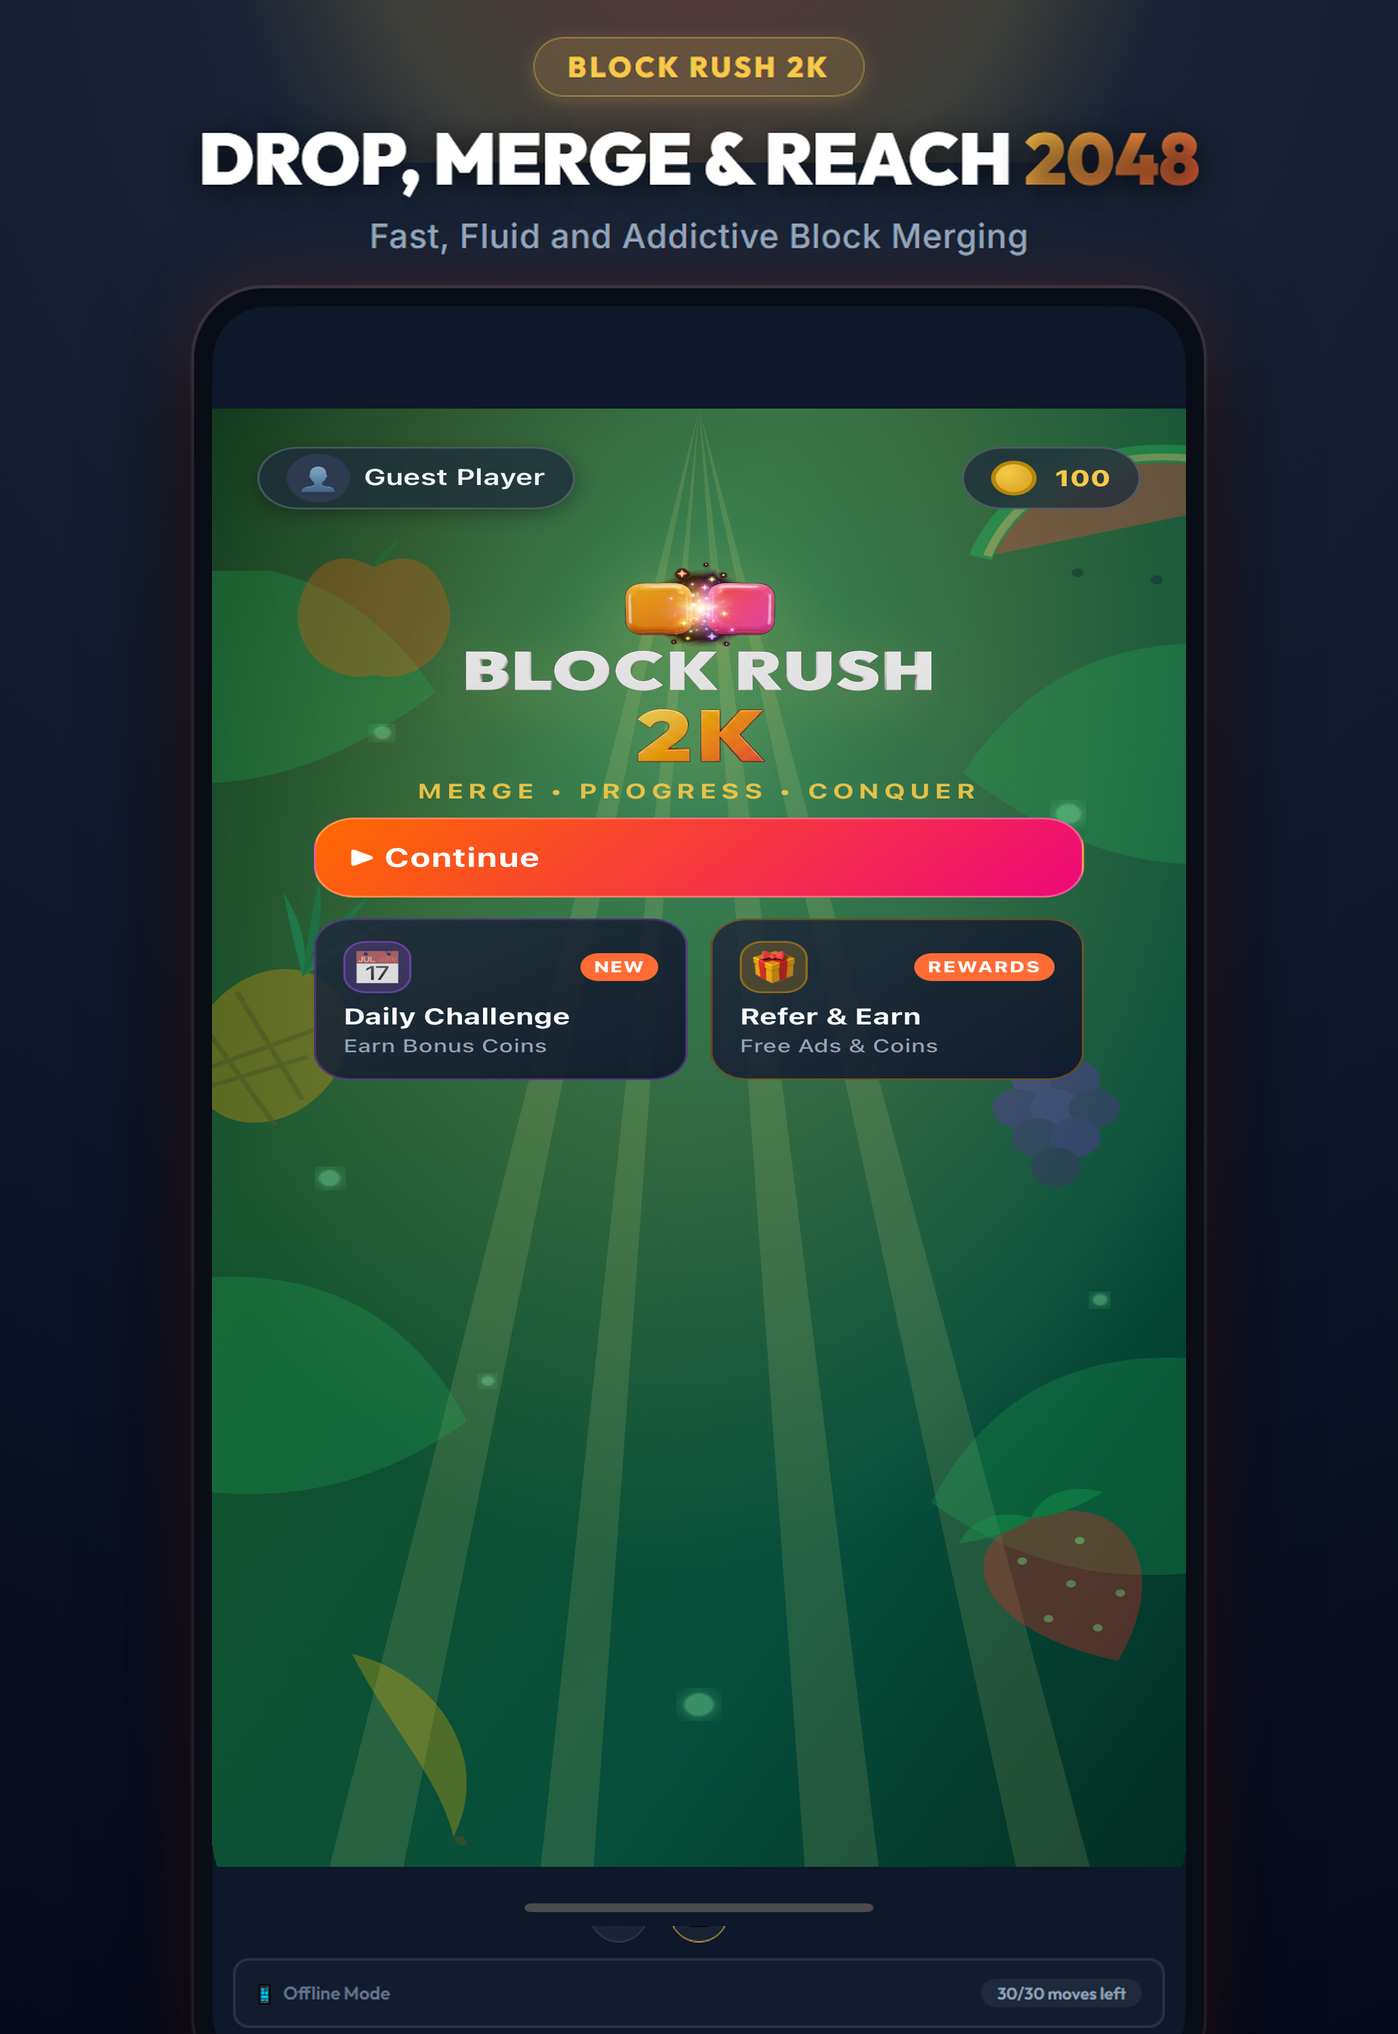 BLOCK RUSH 2K
DROP, MERGE & REACH 2048
Fast, Fluid and Addictive Block Merging
Guest Player
100
BLOCK RUSH
2K
MERGE • PROGRESS • CONQUER
Continue
JUL
17
NEW
REWARDS
Daily Challenge
Refer & Earn
Earn Bonus Coins
Free Ads & Coins
Offline Mode
30/30 moves left